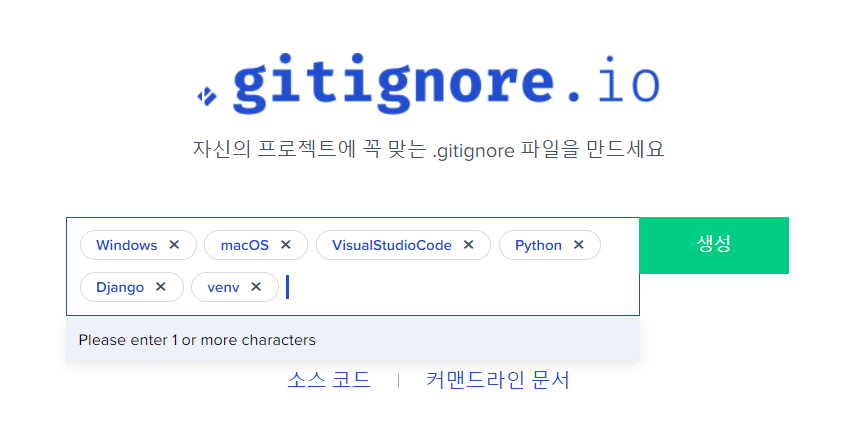 .gitignore.io
자신의 프로젝트에 꼭 맞는 .gitignore 파일을 만드세요
Windows ✕ macOS ✕ VisualStudioCode ✕ Python ✕ 생성
Django ✕ venv ✕
Please enter 1 or more characters
소스 코드 | 커맨드라인 문서